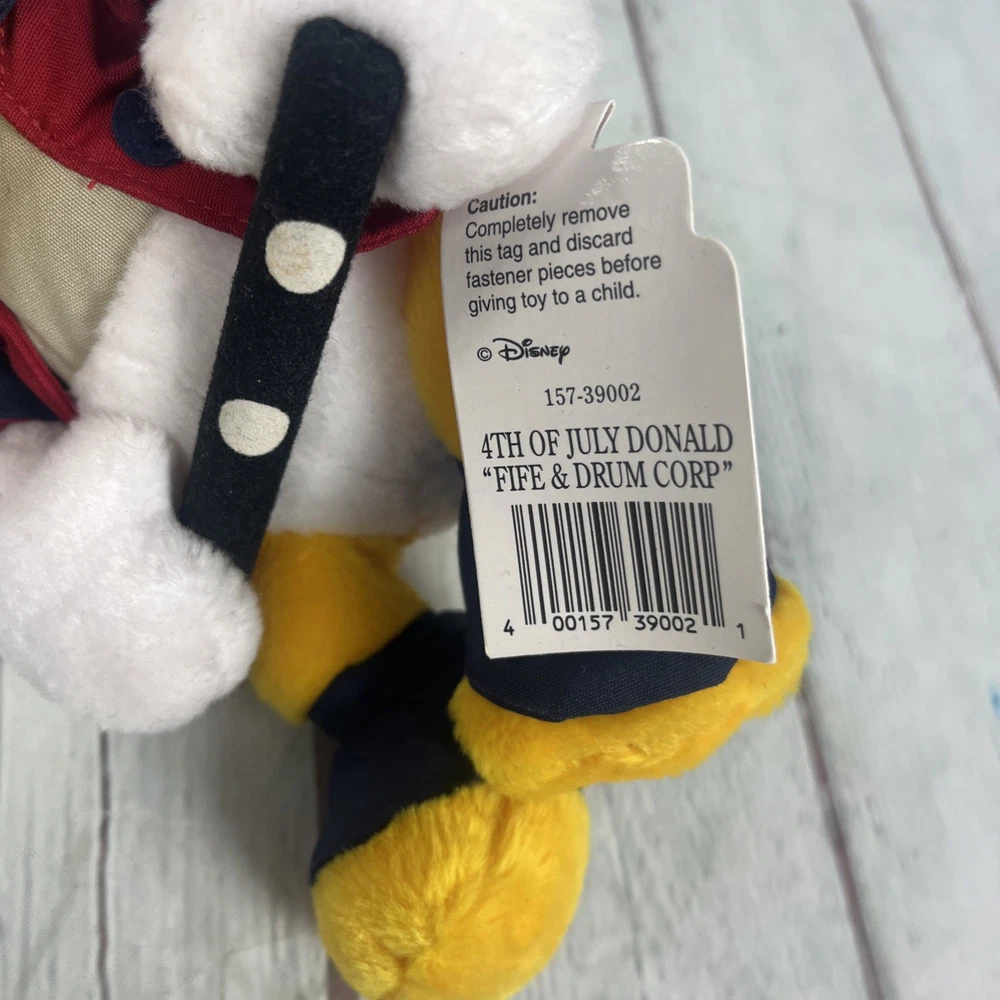 Caution:
Completely remove
this tag and discard
fastener pieces before
giving toy to a child.
© Disney
157-39002
4TH OF JULY DONALD
“FIFE & DRUM CORP”
4 00157 39002 1